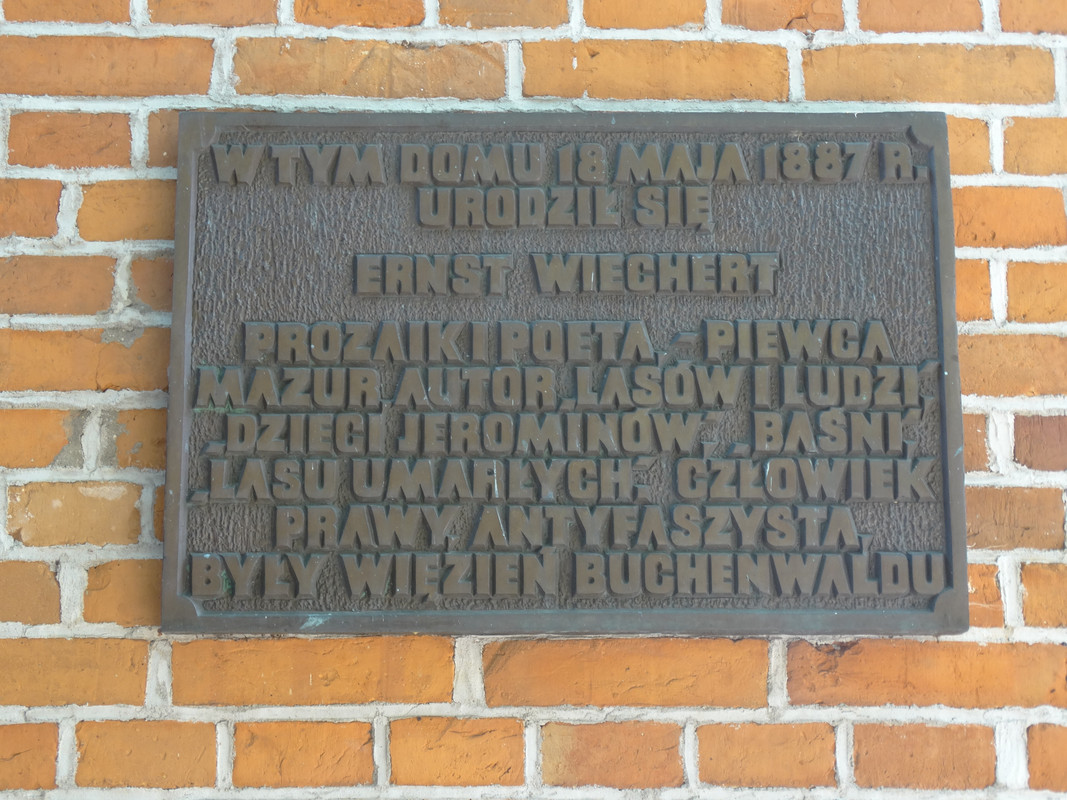 W TYM DOMU 18 MAJA 1887 R.
URODZIŁ SIĘ
ERNST WIECHERT
PROZAIK I POETA, – PIEWCA
MAZUR, AUTOR „LASÓW I LUDZI”,
„DZIECI JEROMINÓW”, „BAŚNI”,
„LASU UMARŁYCH”. CZŁOWIEK
PRAWY ANTYFASZYSTA,
BYŁY WIĘZIEŃ BUCHENWALDU